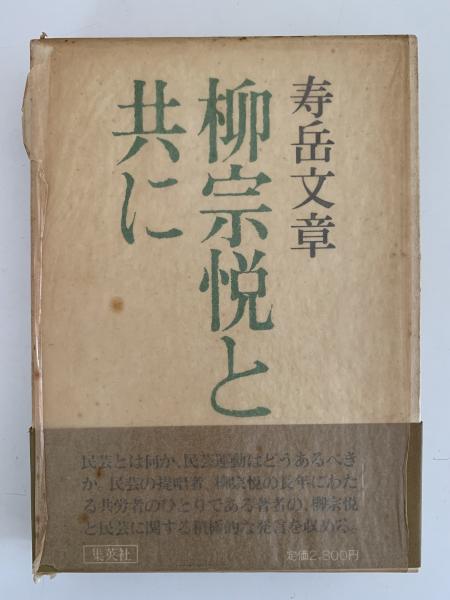 寿岳文章
柳宗悦と
共に
民芸とは何か、民芸運動はどうあるべき
か。民芸の提唱者、柳宗悦の長年にわた
る共労者のひとりである著者の、柳宗悦
と民芸に関する積極的な発言を収める。
集英社
定価2,800円